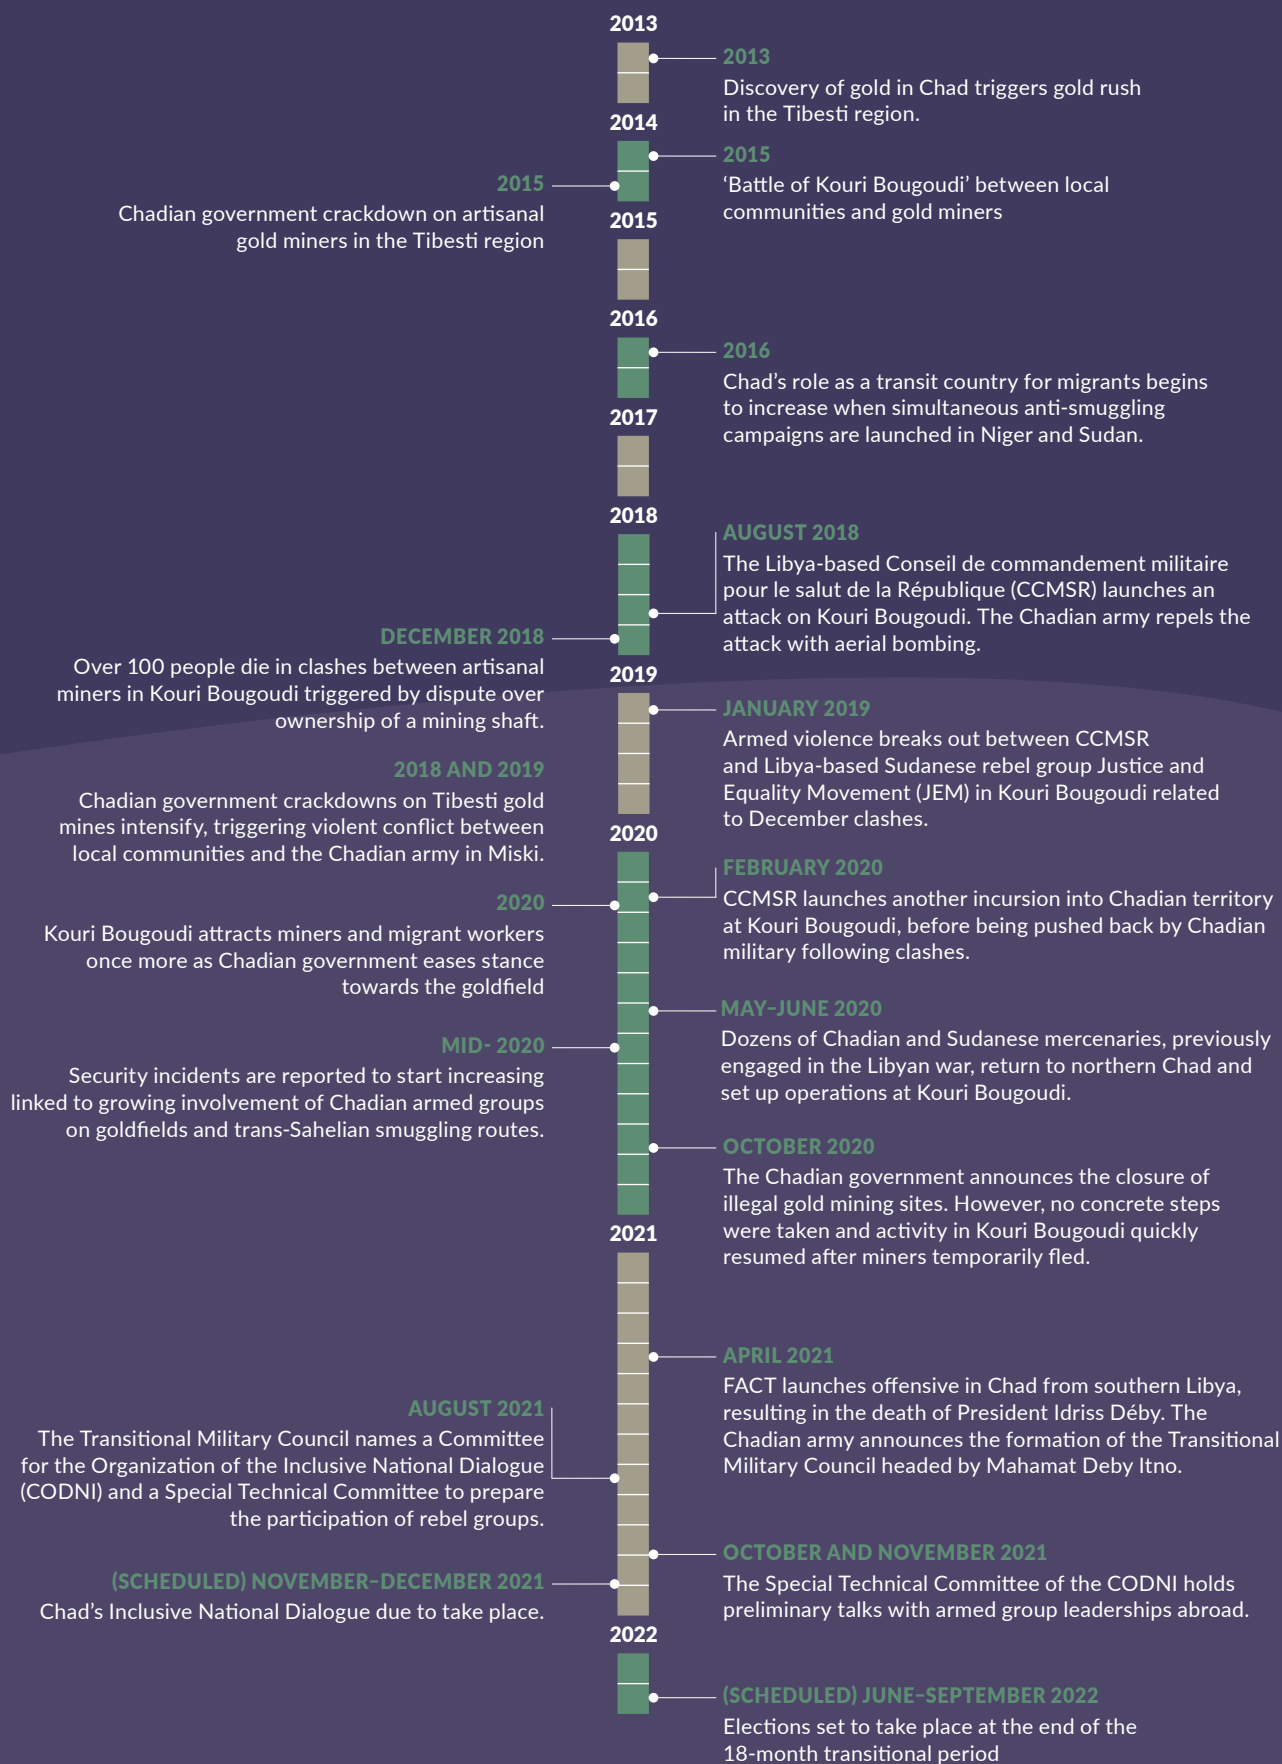 2013
2013
Discovery of gold in Chad triggers gold rush
in the Tibesti region.
2014
2015
‘Battle of Kouri Bougoudi’ between local
communities and gold miners
2015
Chadian government crackdown on artisanal
gold miners in the Tibesti region
2015
2016
2016
Chad’s role as a transit country for migrants begins
to increase when simultaneous anti-smuggling
campaigns are launched in Niger and Sudan.
2017
2018
AUGUST 2018
The Libya-based Conseil de commandement militaire
pour le salut de la République (CCMSR) launches an
attack on Kouri Bougoudi. The Chadian army repels the
attack with aerial bombing.
DECEMBER 2018
Over 100 people die in clashes between artisanal
miners in Kouri Bougoudi triggered by dispute over
ownership of a mining shaft.
2019
JANUARY 2019
Armed violence breaks out between CCMSR
and Libya-based Sudanese rebel group Justice and
Equality Movement (JEM) in Kouri Bougoudi related
to December clashes.
2018 AND 2019
Chadian government crackdowns on Tibesti gold
mines intensify, triggering violent conflict between
local communities and the Chadian army in Miski.
2020
FEBRUARY 2020
CCMSR launches another incursion into Chadian territory
at Kouri Bougoudi, before being pushed back by Chadian
military following clashes.
2020
Kouri Bougoudi attracts miners and migrant workers
once more as Chadian government eases stance
towards the goldfield
MAY–JUNE 2020
Dozens of Chadian and Sudanese mercenaries, previously
engaged in the Libyan war, return to northern Chad and
set up operations at Kouri Bougoudi.
MID- 2020
Security incidents are reported to start increasing
linked to growing involvement of Chadian armed groups
on goldfields and trans-Sahelian smuggling routes.
OCTOBER 2020
The Chadian government announces the closure of
illegal gold mining sites. However, no concrete steps
were taken and activity in Kouri Bougoudi quickly
resumed after miners temporarily fled.
2021
APRIL 2021
FACT launches offensive in Chad from southern Libya,
resulting in the death of President Idriss Déby. The
Chadian army announces the formation of the Transitional
Military Council headed by Mahamat Deby Itno.
AUGUST 2021
The Transitional Military Council names a Committee
for the Organization of the Inclusive National Dialogue
(CODNI) and a Special Technical Committee to prepare
the participation of rebel groups.
OCTOBER AND NOVEMBER 2021
The Special Technical Committee of the CODNI holds
preliminary talks with armed group leaderships abroad.
(SCHEDULED) NOVEMBER–DECEMBER 2021
Chad’s Inclusive National Dialogue due to take place.
2022
(SCHEDULED) JUNE–SEPTEMBER 2022
Elections set to take place at the end of the
18-month transitional period